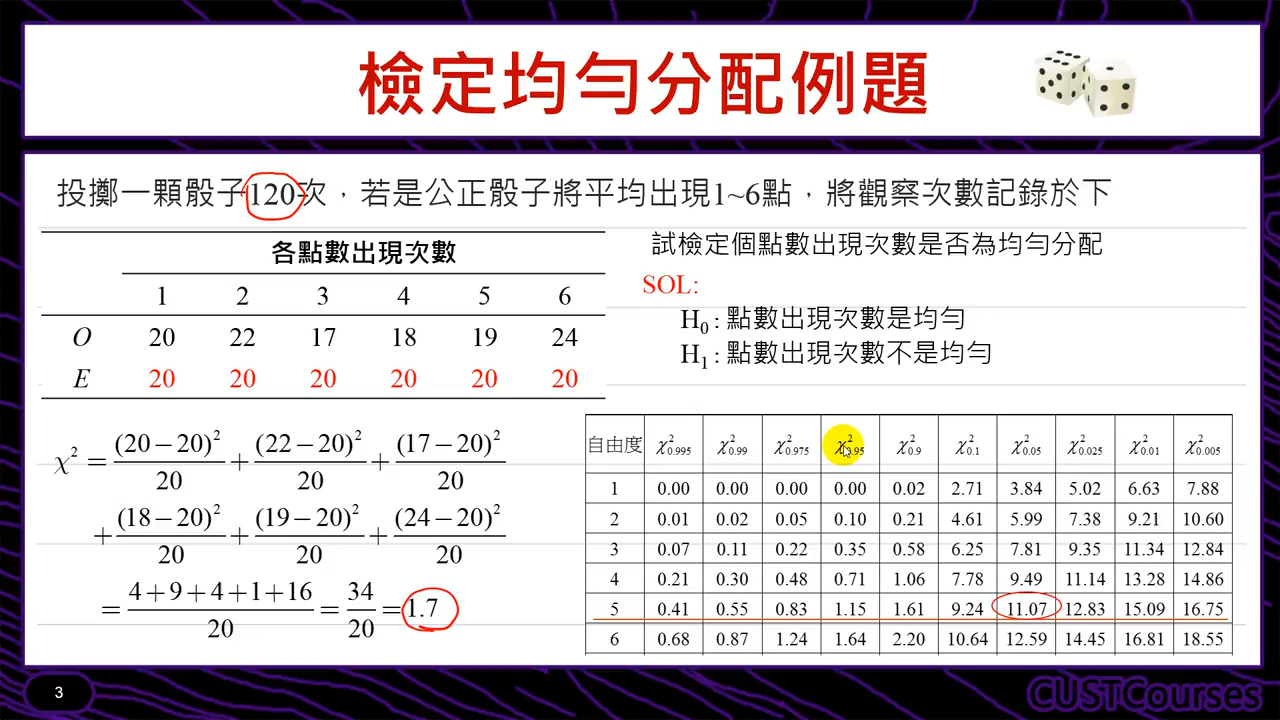 檢定均勻分配例題
投擲一顆骰子120次，若是公正骰子將平均出現1~6點，將觀察次數記錄於下
各點數出現次數
1 2 3 4 5 6
O 20 22 17 18 19 24
E 20 20 20 20 20 20
試檢定個點數出現次數是否為均勻分配
SOL:
H₀ : 點數出現次數是均勻
H₁ : 點數出現次數不是均勻
χ² = (20−20)²/20 + (22−20)²/20 + (17−20)²/20
+ (18−20)²/20 + (19−20)²/20 + (24−20)²/20
= 4+9+4+1+16/20 = 34/20 = 1.7
自由度 χ²0.995 χ²0.99 χ²0.975 χ²0.95 χ²0.9 χ²0.1 χ²0.05 χ²0.025 χ²0.01 χ²0.005
1 0.00 0.00 0.00 0.00 0.02 2.71 3.84 5.02 6.63 7.88
2 0.01 0.02 0.05 0.10 0.21 4.61 5.99 7.38 9.21 10.60
3 0.07 0.11 0.22 0.35 0.58 6.25 7.81 9.35 11.34 12.84
4 0.21 0.30 0.48 0.71 1.06 7.78 9.49 11.14 13.28 14.86
5 0.41 0.55 0.83 1.15 1.61 9.24 11.07 12.83 15.09 16.75
6 0.68 0.87 1.24 1.64 2.20 10.64 12.59 14.45 16.81 18.55
3
CUSTCourses